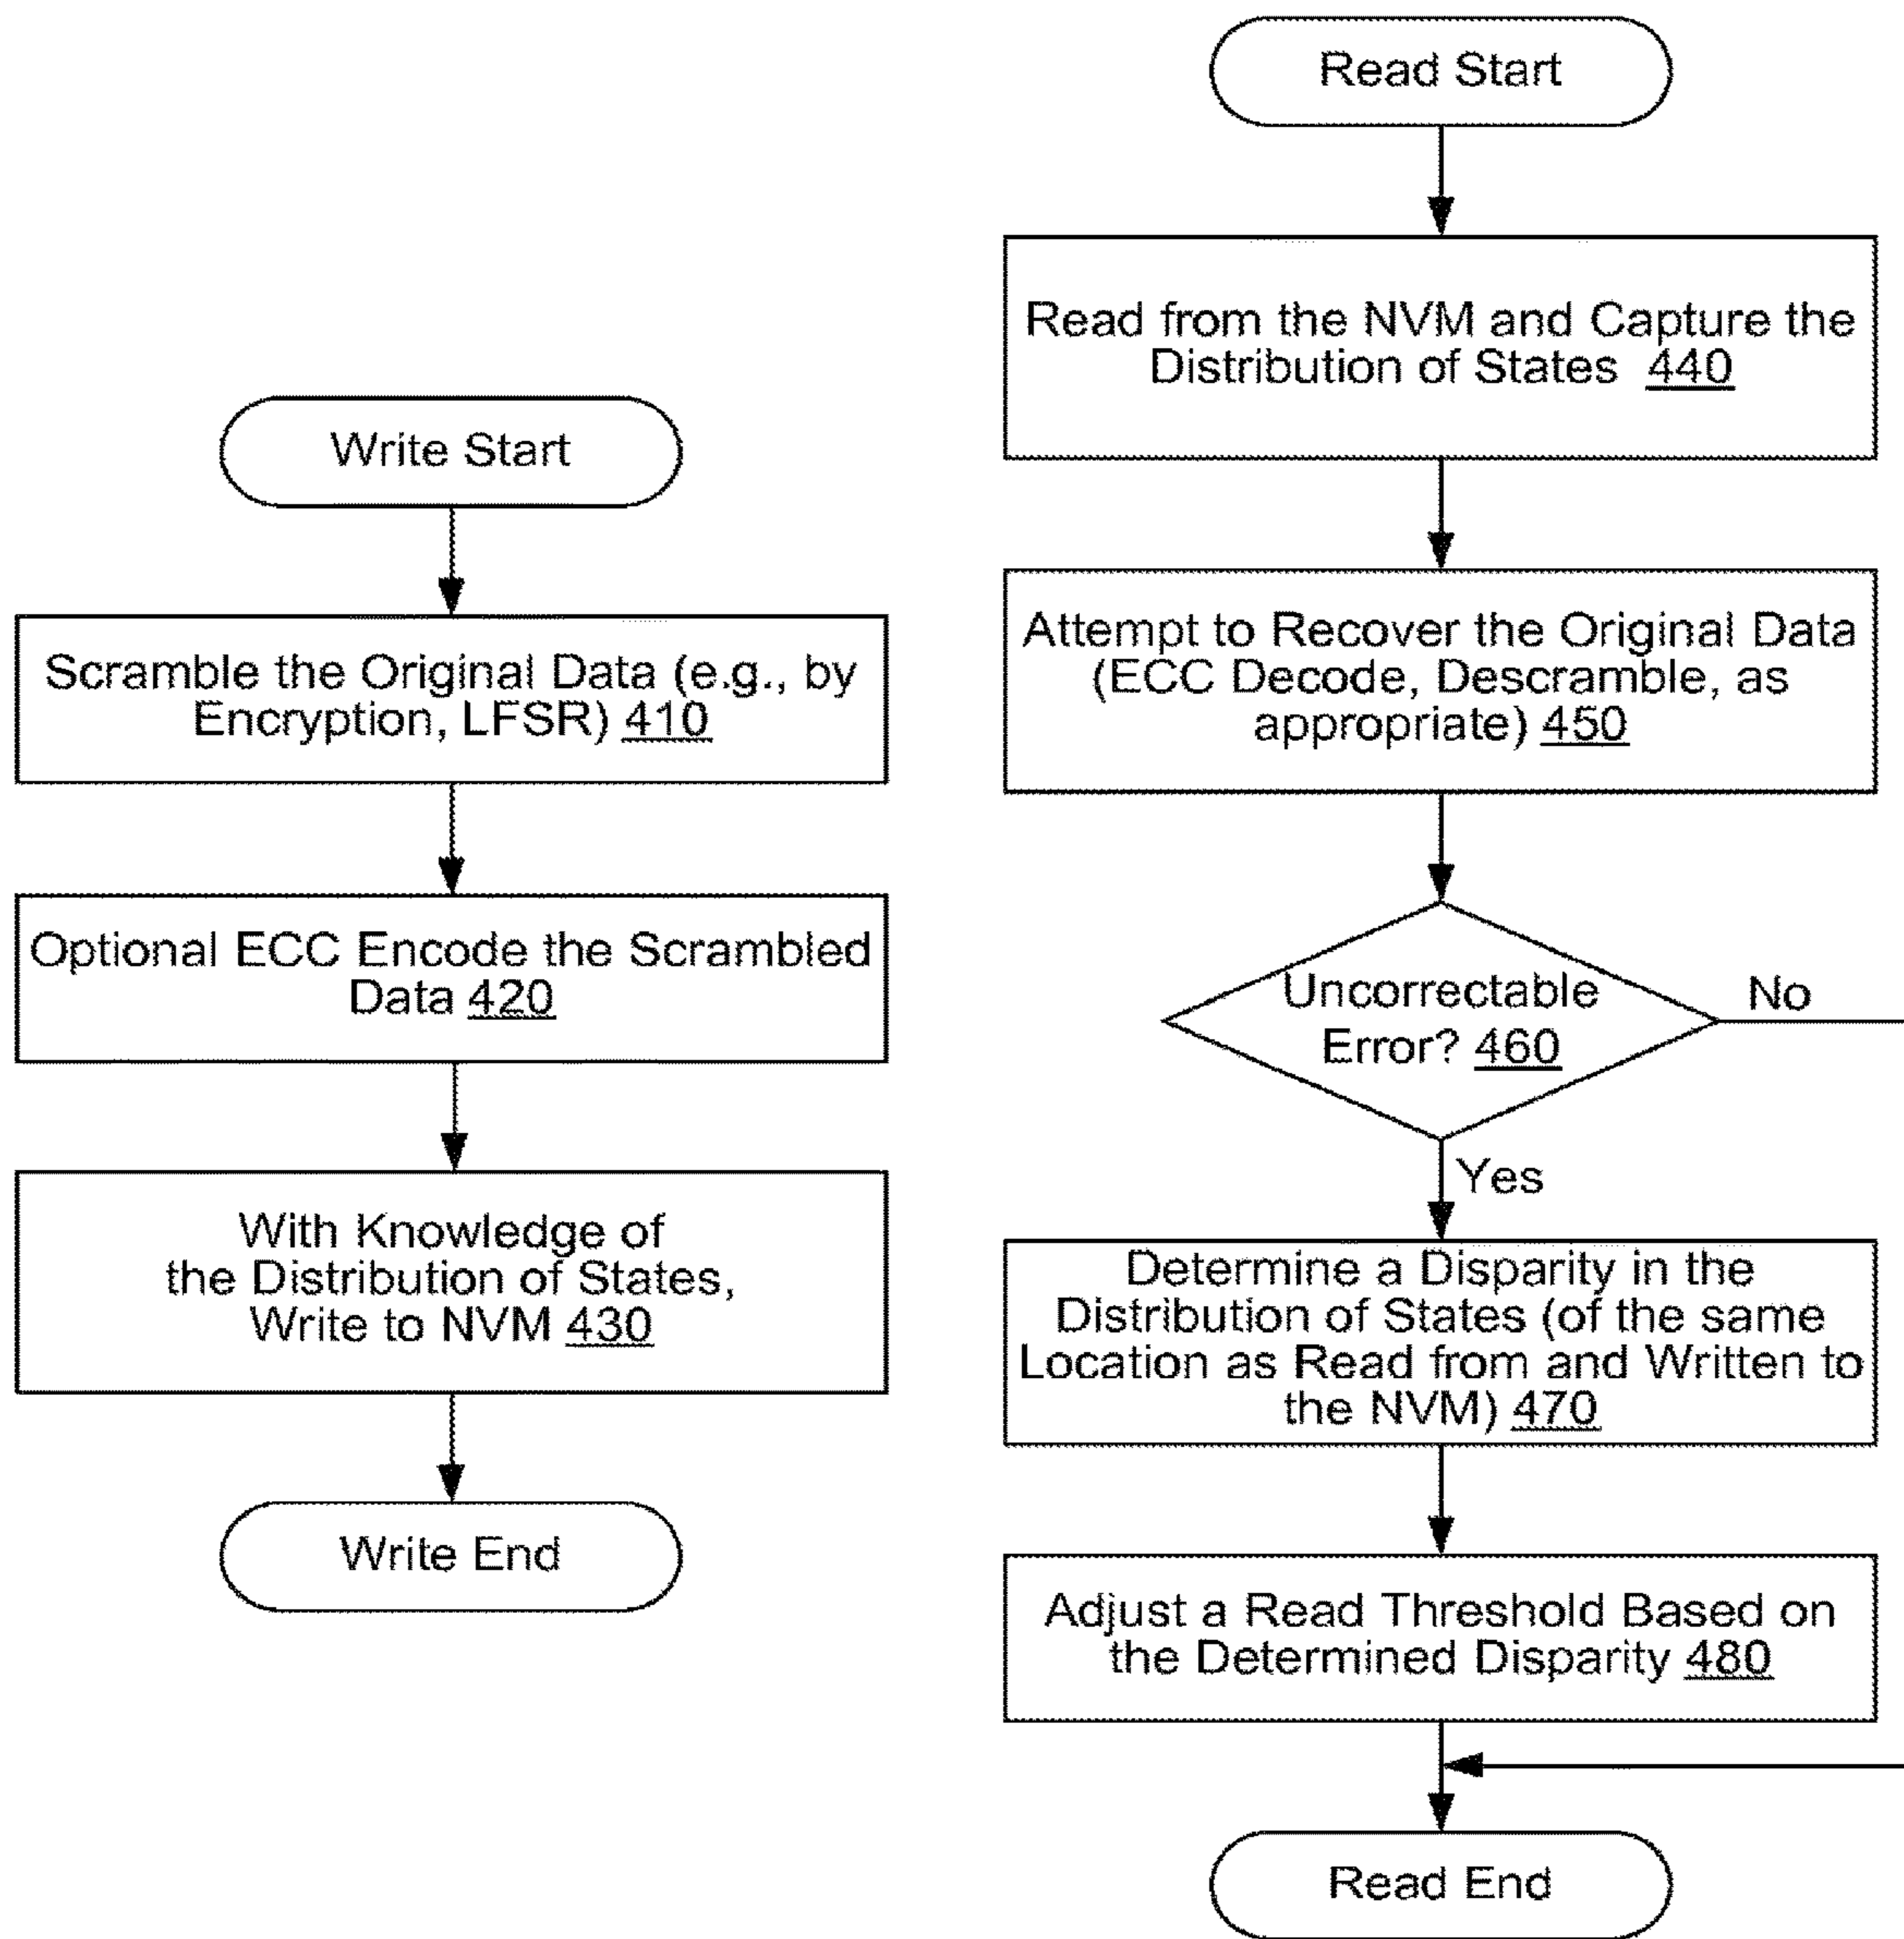 Write Start
Scramble the Original Data (e.g., by
Encryption, LFSR) 410
Optional ECC Encode the Scrambled
Data 420
With Knowledge of
the Distribution of States,
Write to NVM 430
Write End
Read Start
Read from the NVM and Capture the
Distribution of States 440
Attempt to Recover the Original Data
(ECC Decode, Descramble, as
appropriate) 450
Uncorrectable
Error? 460
No
Yes
Determine a Disparity in the
Distribution of States (of the same
Location as Read from and Written to
the NVM) 470
Adjust a Read Threshold Based on
the Determined Disparity 480
Read End